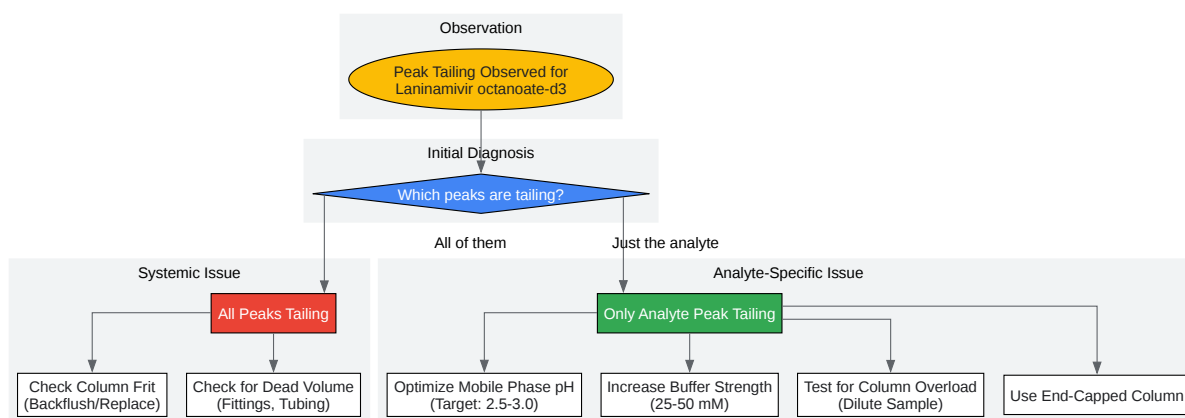 Observation
Peak Tailing Observed for
Laninamivir octanoate-d3
Initial Diagnosis
Which peaks are tailing?
All of them
Just the analyte
Systemic Issue
Analyte-Specific Issue
All Peaks Tailing
Only Analyte Peak Tailing
Check Column Frit
(Backflush/Replace)
Check for Dead Volume
(Fittings, Tubing)
Optimize Mobile Phase pH
(Target: 2.5-3.0)
Increase Buffer Strength
(25-50 mM)
Test for Column Overload
(Dilute Sample)
Use End-Capped Column